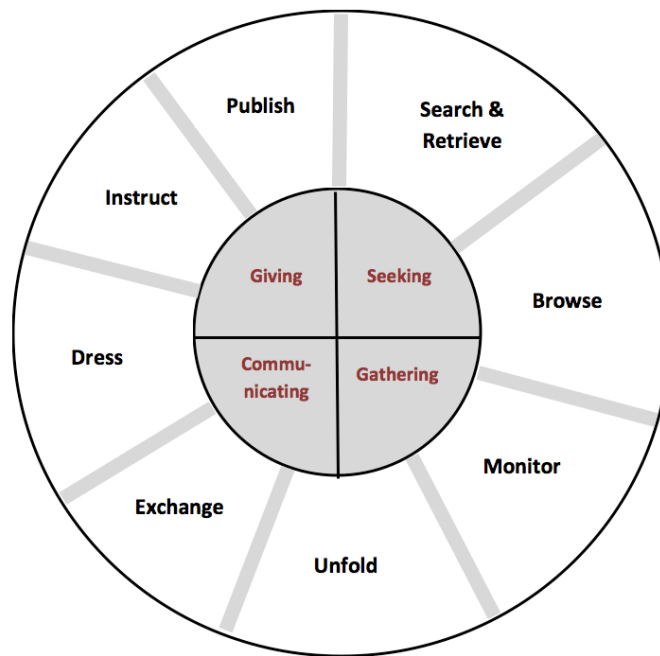 Publish
Search &
Retrieve
Instruct
Giving
Seeking
Browse
Dress
Commu-
nicating
Gathering
Monitor
Exchange
Unfold